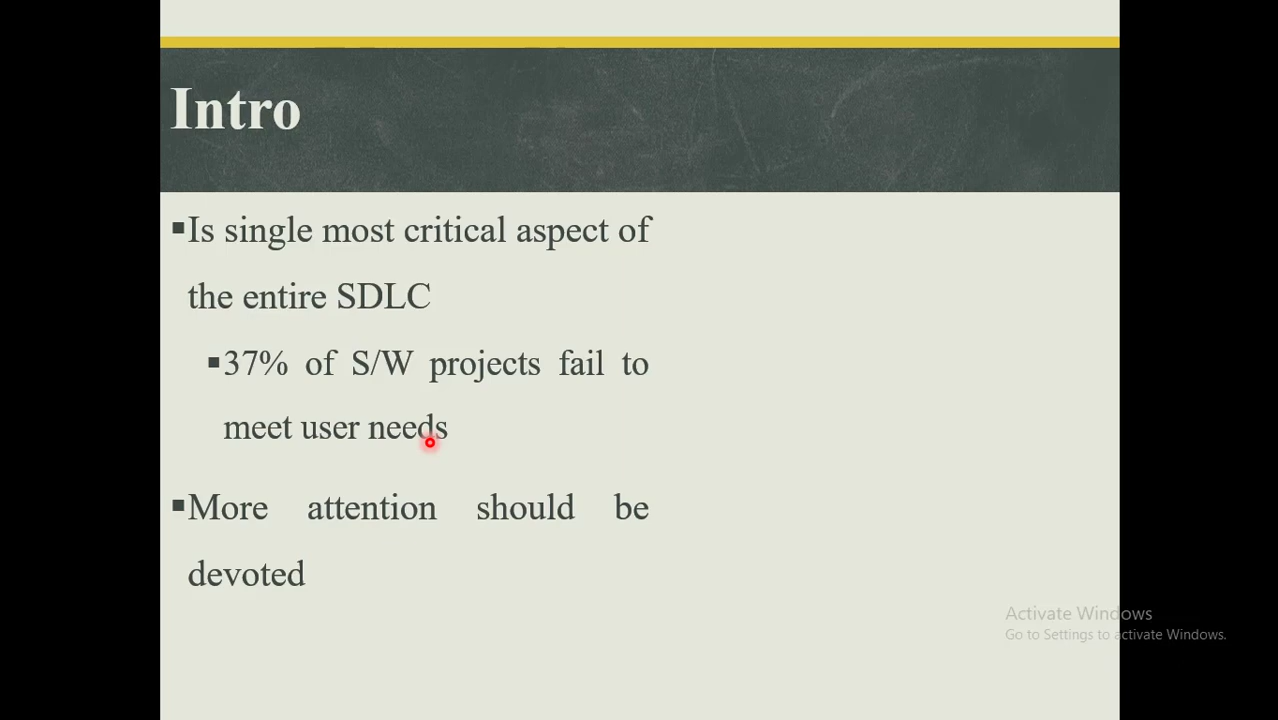 Intro
▪Is single most critical aspect of
the entire SDLC
▪37% of S/W projects fail to
meet user needs
▪More attention should be
devoted
Activate Windows
Go to Settings to activate Windows.